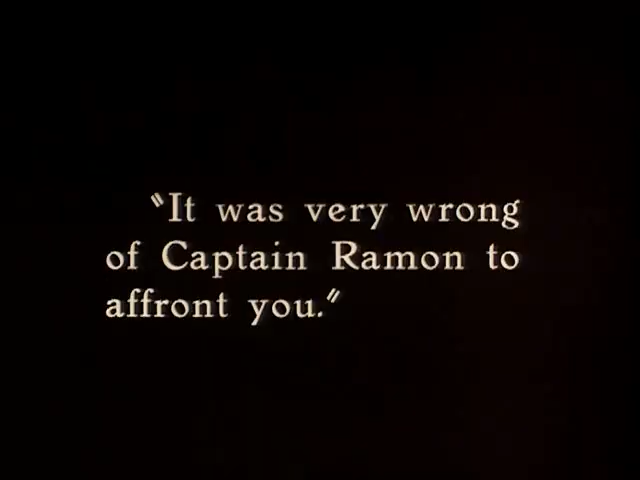 "It was very wrong
of Captain Ramon to
affront you."